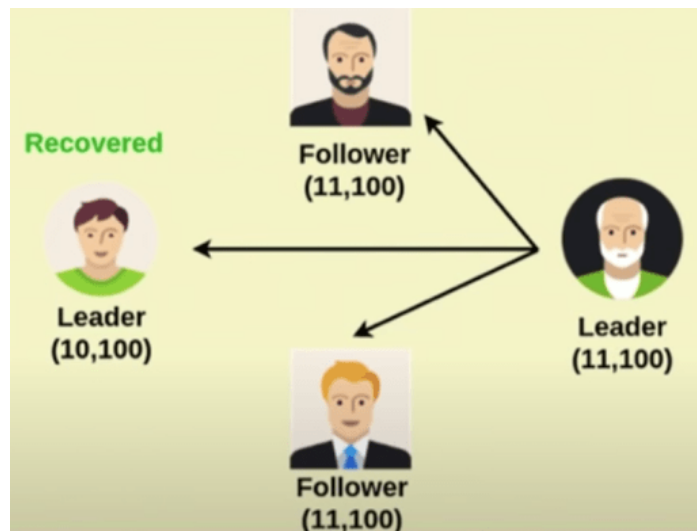 Follower
(11,100)
Recovered
Leader
(10,100)
Leader
(11,100)
Follower
(11,100)